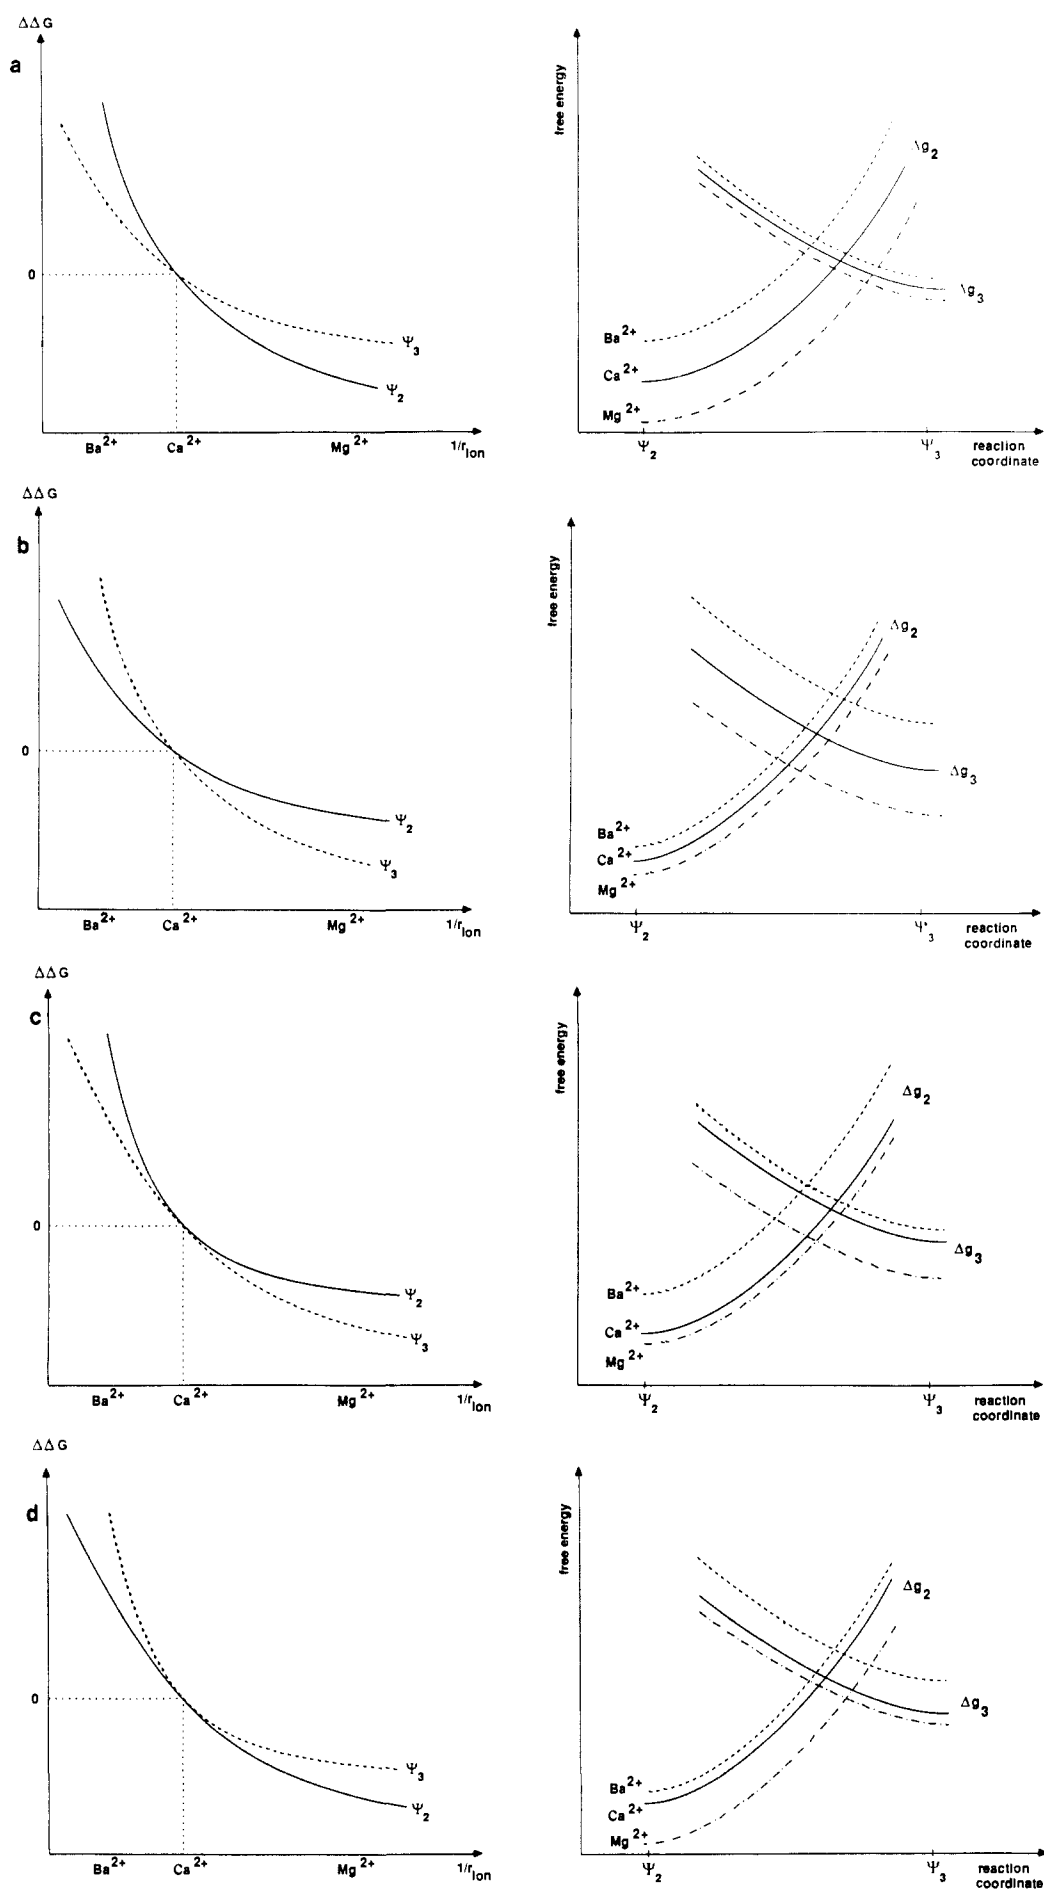 ΔΔG
a
0
Ψ3
Ψ2
Ba2+ Ca2+ Mg2+ 1/rIon
free energy
Δg2
Δg3
Ba2+
Ca2+
Mg2+
Ψ2 Ψ3 reaction
coordinate
ΔΔG
b
0
Ψ2
Ψ3
Ba2+ Ca2+ Mg2+ 1/rIon
free energy
Δg2
Δg3
Ba2+
Ca2+
Mg2+
Ψ2 Ψ3 reaction
coordinate
ΔΔG
c
0
Ψ2
Ψ3
Ba2+ Ca2+ Mg2+ 1/rIon
free energy
Δg2
Δg3
Ba2+
Ca2+
Mg2+
Ψ2 Ψ3 reaction
coordinate
ΔΔG
d
0
Ψ3
Ψ2
Ba2+ Ca2+ Mg2+ 1/rIon
free energy
Δg2
Δg3
Ba2+
Ca2+
Mg2+
Ψ2 Ψ3 reaction
coordinate